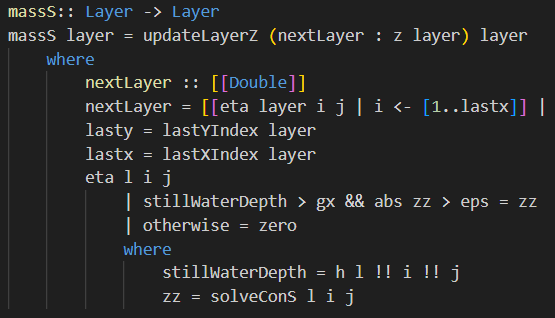 massS:: Layer -> Layer
massS layer = updateLayerZ (nextLayer : z layer) layer
    where
        nextLayer :: [[Double]]
        nextLayer = [[eta layer i j | i <- [1..lastx]] |
        lasty = lastYIndex layer
        lastx = lastXIndex layer
        eta l i j
            | stillWaterDepth > gx && abs zz > eps = zz
            | otherwise = zero
            where
                stillWaterDepth = h l !! i !! j
                zz = solveConS l i j